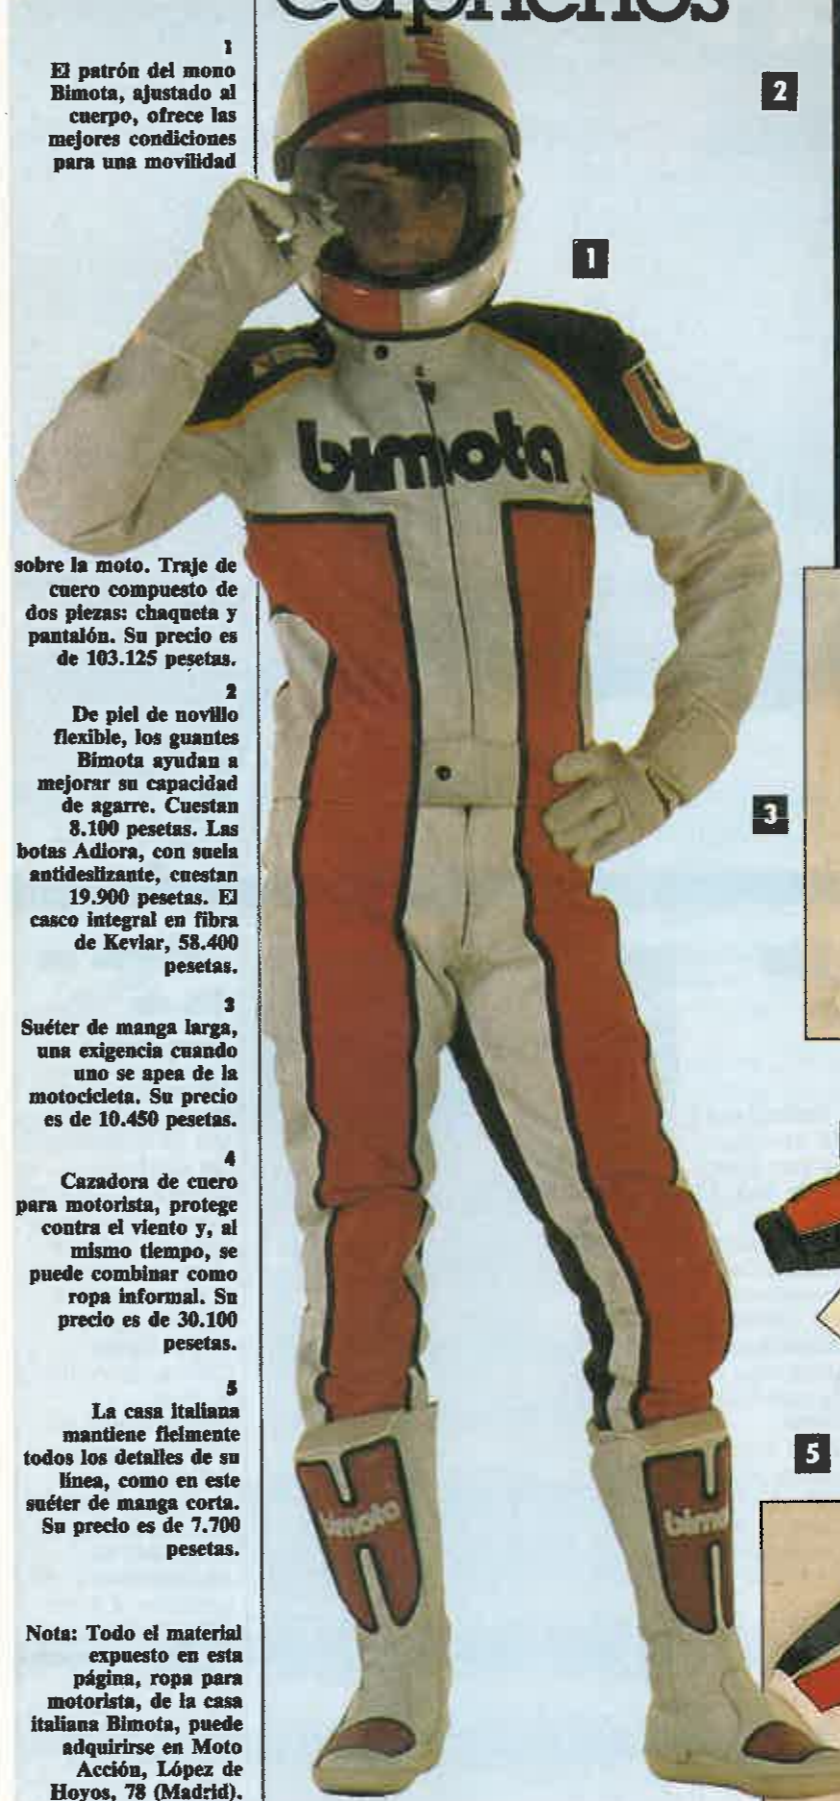 Caprichos
1
El patrón del mono
Bimota, ajustado al
cuerpo, ofrece las
mejores condiciones
para una movilidad
sobre la moto. Traje de
cuero compuesto de
dos piezas: chaqueta y
pantalón. Su precio es
de 103.125 pesetas.
2
De piel de novillo
flexible, los guantes
Bimota ayudan a
mejorar su capacidad
de agarre. Cuestan
8.100 pesetas. Las
botas Adiora, con suela
antideslizante, cuestan
19.900 pesetas. El
casco integral en fibra
de Kevlar, 58.400
pesetas.
3
Suéter de manga larga,
una exigencia cuando
uno se apea de la
motocicleta. Su precio
es de 10.450 pesetas.
4
Cazadora de cuero
para motorista, protege
contra el viento y, al
mismo tiempo, se
puede combinar como
ropa informal. Su
precio es de 30.100
pesetas.
5
La casa italiana
mantiene fielmente
todos los detalles de su
línea, como en este
suéter de manga corta.
Su precio es de 7.700
pesetas.
Nota: Todo el material
expuesto en esta
página, ropa para
motorista, de la casa
italiana Bimota, puede
adquirirse en Moto
Acción, López de
Hoyos, 78 (Madrid).
2
1
bimota
3
5
bimota
bimo